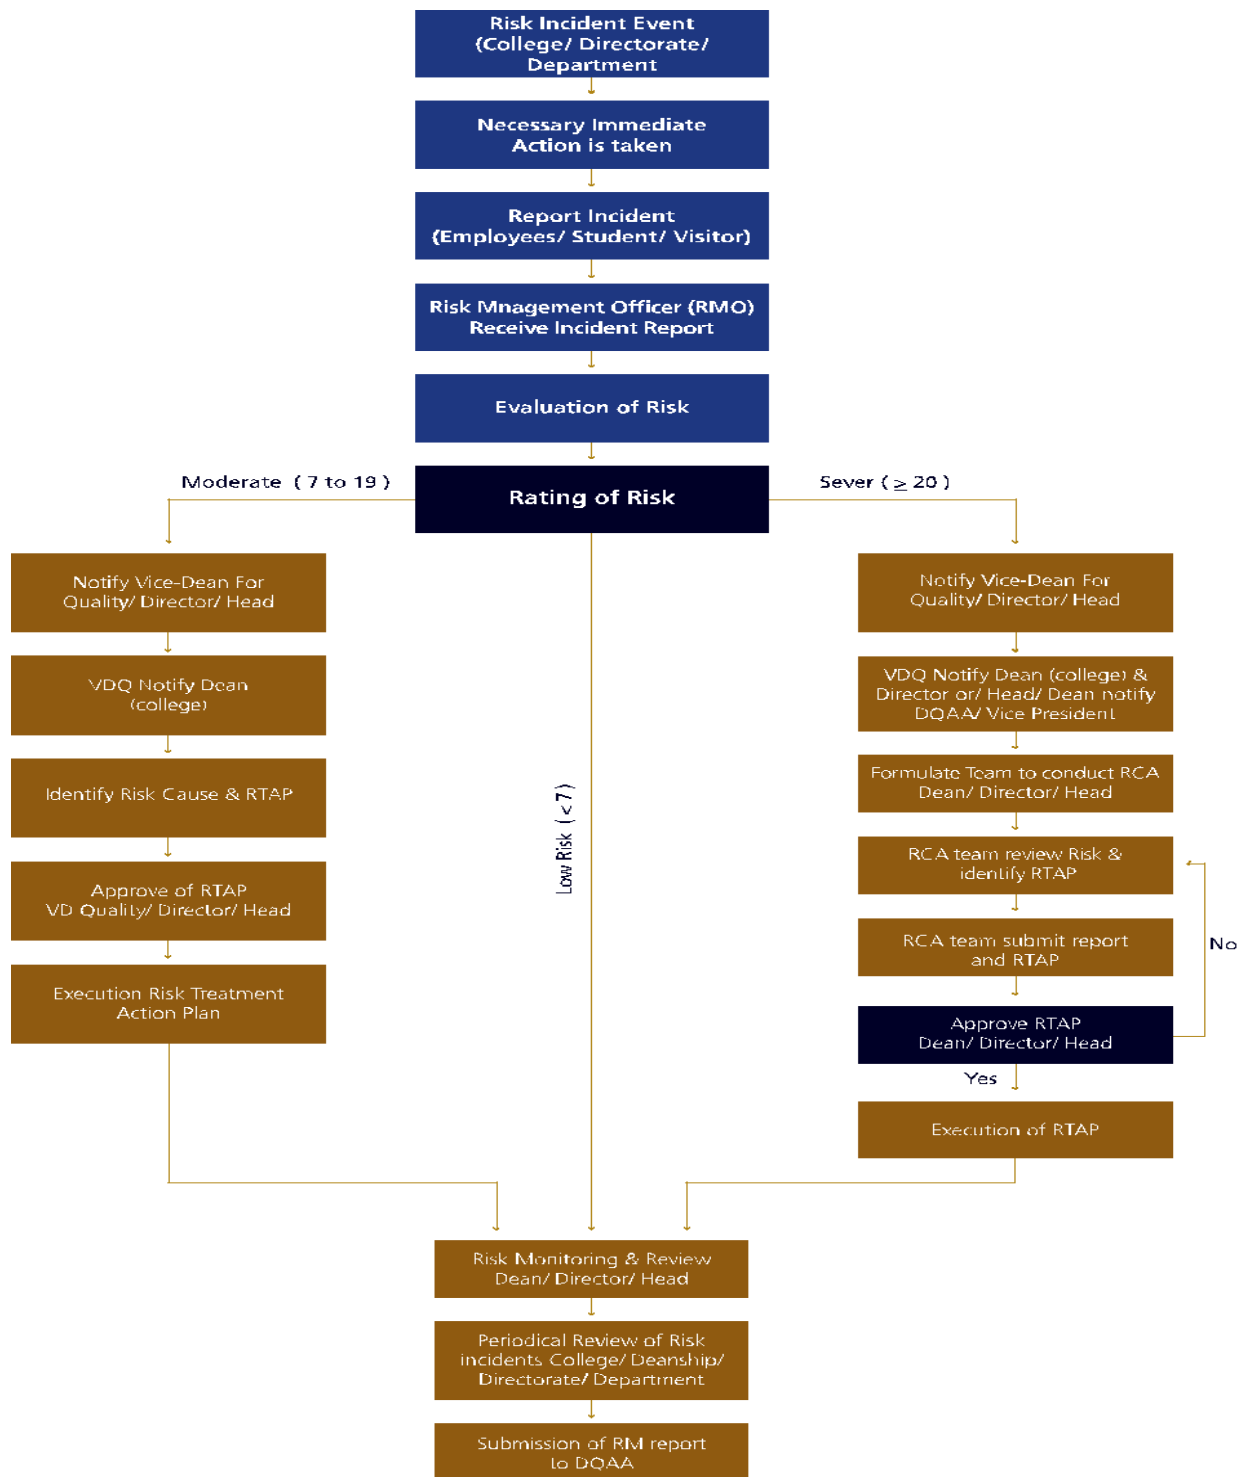 Risk Incident Event
(College/ Directorate/
Department
Necessary Immediate
Action is taken
Report Incident
(Employees/ Student/ Visitor)
Risk Mnagement Officer (RMO)
Receive Incident Report
Evaluation of Risk
Rating of Risk
Moderate ( 7 to 19 )
Sever ( ≥ 20 )
Low Risk ( < 7 )
Notify Vice-Dean For
Quality/ Director/ Head
VDQ Notify Dean
(college)
Identify Risk Cause & RTAP
Approve of RTAP
VD Quality/ Director/ Head
Execution Risk Treatment
Action Plan
Notify Vice-Dean For
Quality/ Director/ Head
VDQ Notify Dean (college) &
Director or/ Head/ Dean notify
DQAA/ Vice President
Formulate Team to conduct RCA
Dean/ Director/ Head
RCA team review Risk &
identify RTAP
RCA team submit report
and RTAP
No
Approve RTAP
Dean/ Director/ Head
Yes
Execution of RTAP
Risk Monitoring & Review
Dean/ Director/ Head
Periodical Review of Risk
incidents College/ Deanship/
Directorate/ Department
Submission of RM report
to DQAA